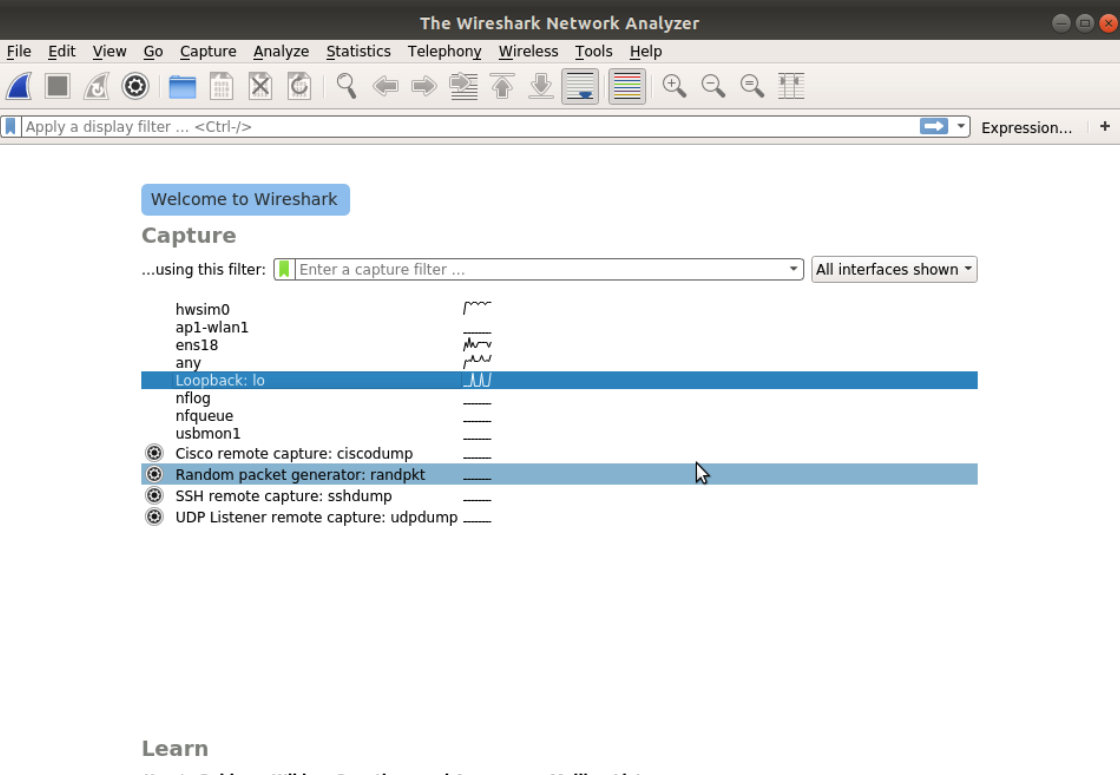 The Wireshark Network Analyzer
File Edit View Go Capture Analyze Statistics Telephony Wireless Tools Help
Apply a display filter ... <Ctrl-/> Expression... +
Welcome to Wireshark
Capture
...using this filter: Enter a capture filter ... All interfaces shown
hwsim0
ap1-wlan1
ens18
any
Loopback: lo
nflog
nfqueue
usbmon1
Cisco remote capture: ciscodump
Random packet generator: randpkt
SSH remote capture: sshdump
UDP Listener remote capture: udpdump
Learn